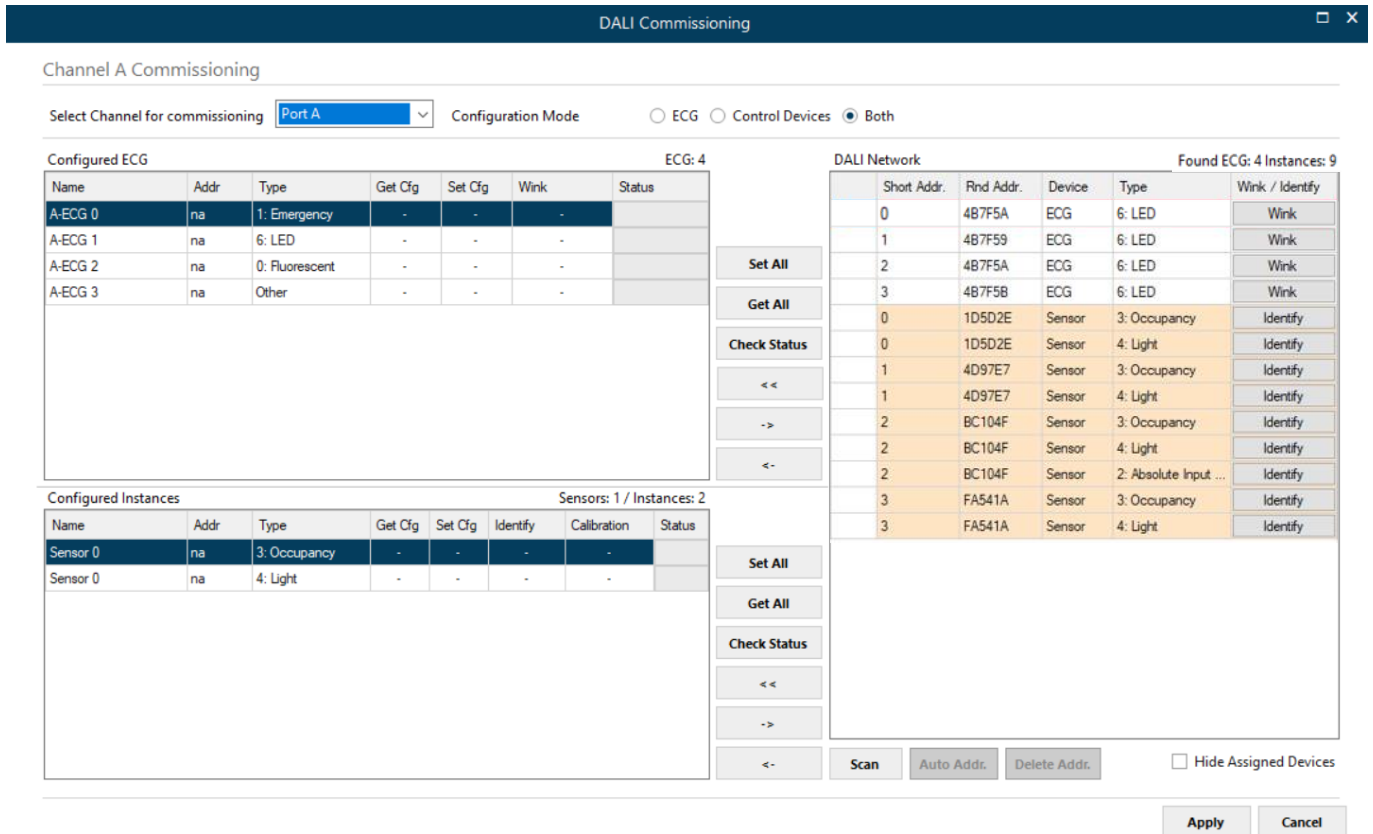 DALI Commissioning
Channel A Commissioning
Select Channel for commissioning Port A Configuration Mode ECG Control Devices Both
Configured ECG ECG: 4
Name Addr Type Get Cfg Set Cfg Wink Status
A-ECG 0 na 1: Emergency - - -
A-ECG 1 na 6: LED - - -
A-ECG 2 na 0: Fluorescent - - -
A-ECG 3 na Other - - -
Set All
Get All
Check Status
<<
->
<-
Configured Instances Sensors: 1 / Instances: 2
Name Addr Type Get Cfg Set Cfg Identify Calibration Status
Sensor 0 na 3: Occupancy - - - -
Sensor 0 na 4: Light - - - -
Set All
Get All
Check Status
<<
->
<-
DALI Network Found ECG: 4 Instances: 9
Short Addr. Rnd Addr. Device Type Wink / Identify
0 4B7F5A ECG 6: LED Wink
1 4B7F59 ECG 6: LED Wink
2 4B7F5A ECG 6: LED Wink
3 4B7F5B ECG 6: LED Wink
0 1D5D2E Sensor 3: Occupancy Identify
0 1D5D2E Sensor 4: Light Identify
1 4D97E7 Sensor 3: Occupancy Identify
1 4D97E7 Sensor 4: Light Identify
2 BC104F Sensor 3: Occupancy Identify
2 BC104F Sensor 4: Light Identify
2 BC104F Sensor 2: Absolute Input ... Identify
3 FA541A Sensor 3: Occupancy Identify
3 FA541A Sensor 4: Light Identify
Scan Auto Addr. Delete Addr. Hide Assigned Devices
Apply Cancel